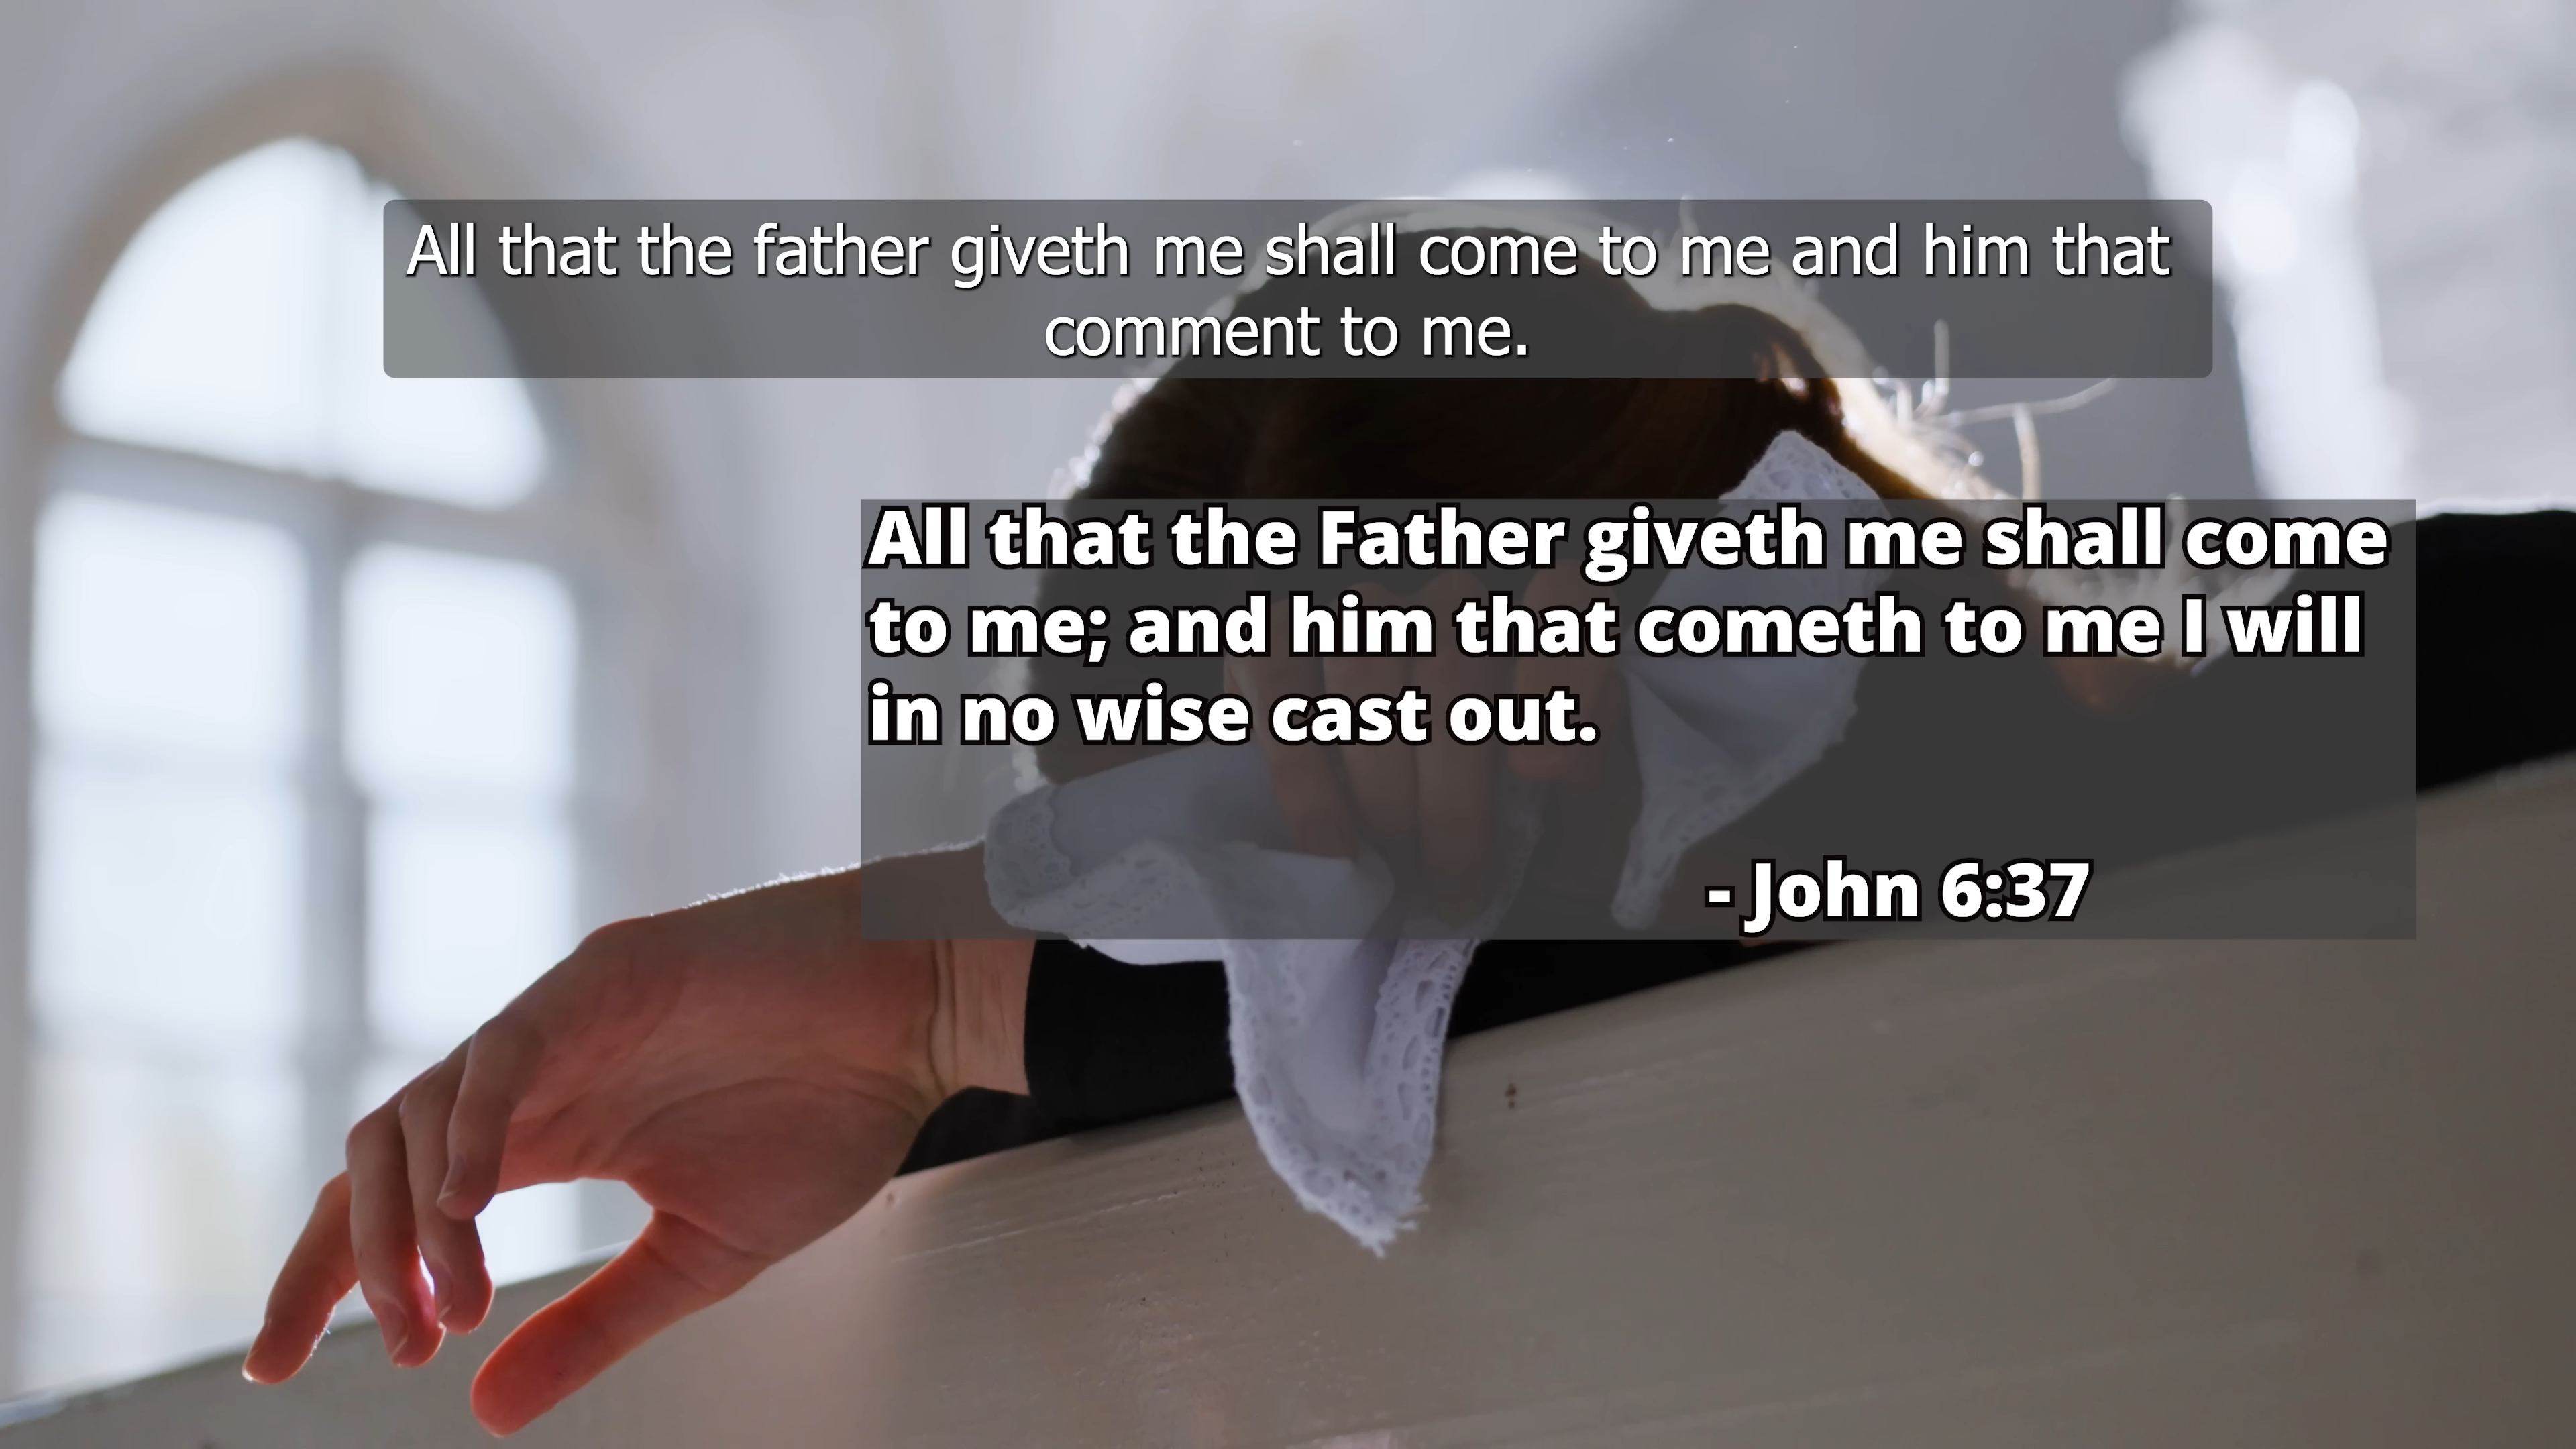 All that the father giveth me shall come to me and him that
comment to me.
All that the Father giveth me shall come
to me; and him that cometh to me I will
in no wise cast out.
- John 6:37